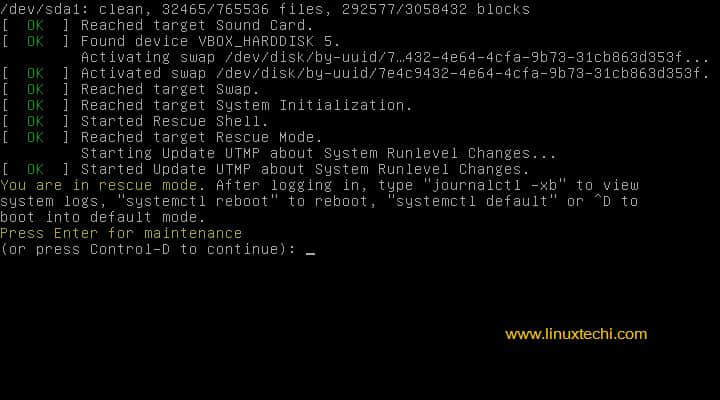 /dev/sda1: clean, 32465/765536 files, 292577/3058432 blocks
[  OK  ] Reached target Sound Card.
[  OK  ] Found device VBOX_HARDDISK 5.
         Activating swap /dev/disk/by-uuid/7…432-4e64-4cfa-9b73-31cb863d353f...
[  OK  ] Activated swap /dev/disk/by-uuid/7e4c9432-4e64-4cfa-9b73-31cb863d353f.
[  OK  ] Reached target Swap.
[  OK  ] Reached target System Initialization.
[  OK  ] Started Rescue Shell.
[  OK  ] Reached target Rescue Mode.
         Starting Update UTMP about System Runlevel Changes...
[  OK  ] Started Update UTMP about System Runlevel Changes.
You are in rescue mode. After logging in, type "journalctl -xb" to view
system logs, "systemctl reboot" to reboot, "systemctl default" or ^D to
boot into default mode.
Press Enter for maintenance
(or press Control-D to continue): _
www.linuxtechi.com